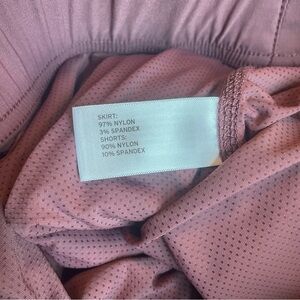 SKIRT:
97% NYLON
3% SPANDEX
SHORTS:
90% NYLON
10% SPANDEX